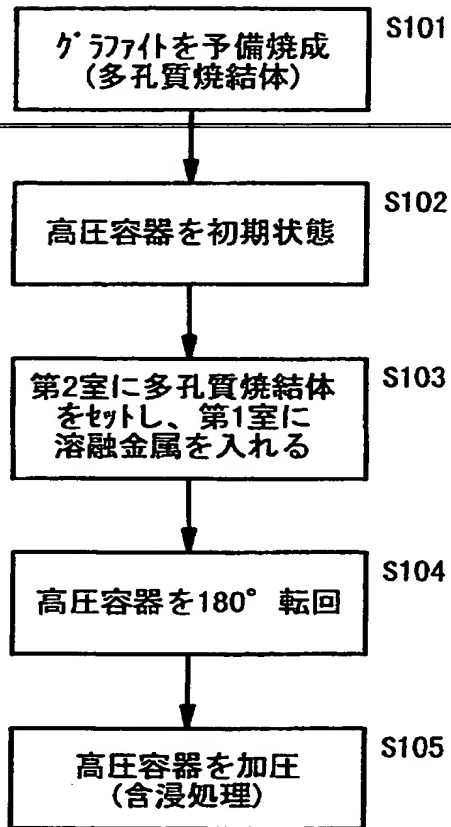 グラファイトを予備焼成
(多孔質焼結体)
S101
高圧容器を初期状態
S102
第2室に多孔質焼結体
をセットし、第1室に
溶融金属を入れる
S103
高圧容器を180° 転回
S104
高圧容器を加圧
(含浸処理)
S105